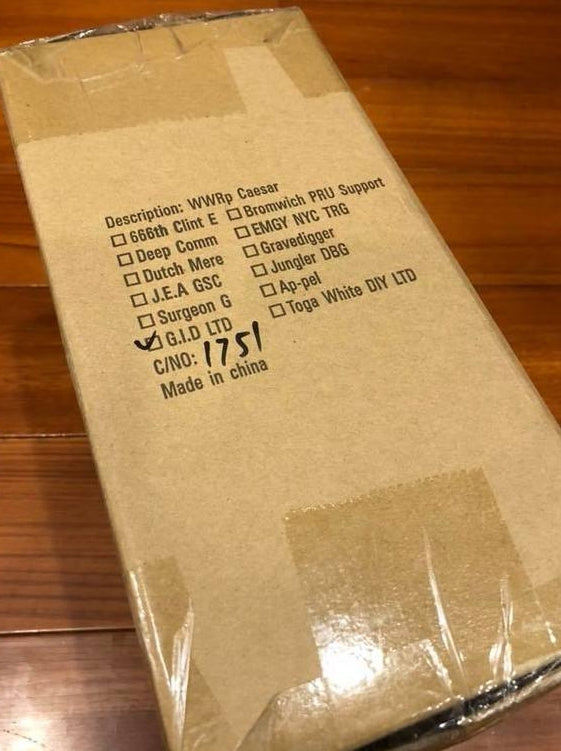 Description: WWRp Caesar
☐ 666th Clint E ☐ Bromwich PRU Support
☐ Deep Comm ☐ EMGY NYC TRG
☐ Dutch Mere ☐ Gravedigger
☐ J.E.A GSC ☐ Jungler DBG
☐ Surgeon G ☐ Ap-pel
☑ G.I.D LTD ☐ Toga White DIY LTD
C/NO: 1751
Made in china